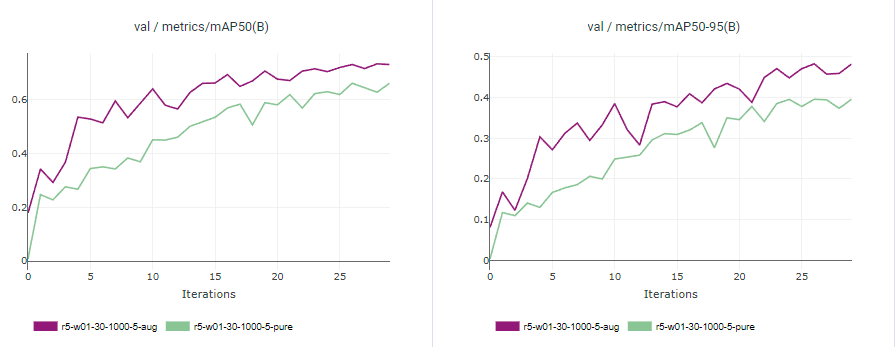 val / metrics/mAP50(B)
0.6
0.4
0.2
0
0 5 10 15 20 25
Iterations
r5-w01-30-1000-5-aug r5-w01-30-1000-5-pure
val / metrics/mAP50-95(B)
0.5
0.4
0.3
0.2
0.1
0
0 5 10 15 20 25
Iterations
r5-w01-30-1000-5-aug r5-w01-30-1000-5-pure